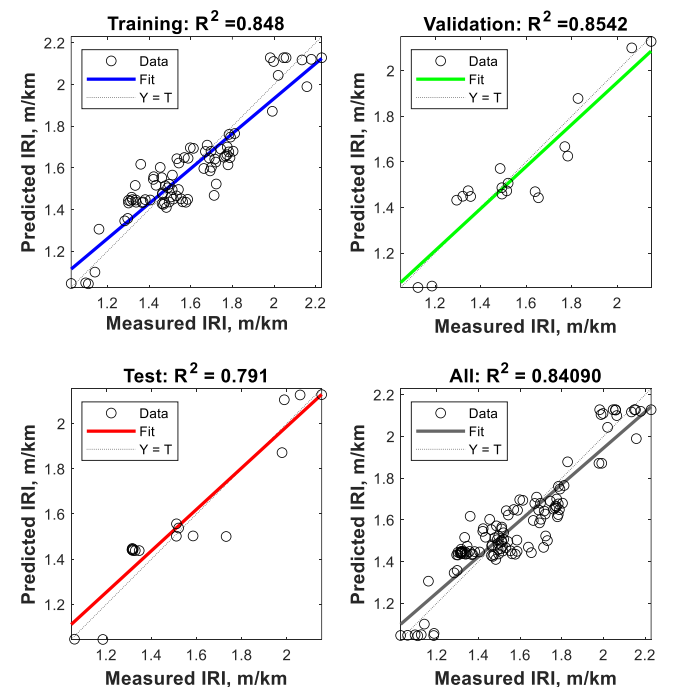 Training: R2 =0.848
Data
Fit
Y = T
2.2
2
1.8
1.6
1.4
1.2
Predicted IRI, m/km
1.2 1.4 1.6 1.8 2 2.2
Measured IRI, m/km
Validation: R2 =0.8542
Data
Fit
Y = T
2
1.8
1.6
1.4
1.2
Predicted IRI, m/km
1.2 1.4 1.6 1.8 2
Measured IRI, m/km
Test: R2 = 0.791
Data
Fit
Y = T
2
1.8
1.6
1.4
1.2
Predicted IRI, m/km
1.2 1.4 1.6 1.8 2
Measured IRI, m/km
All: R2 = 0.84090
Data
Fit
Y = T
2.2
2
1.8
1.6
1.4
1.2
Predicted IRI, m/km
1.2 1.4 1.6 1.8 2 2.2
Measured IRI, m/km